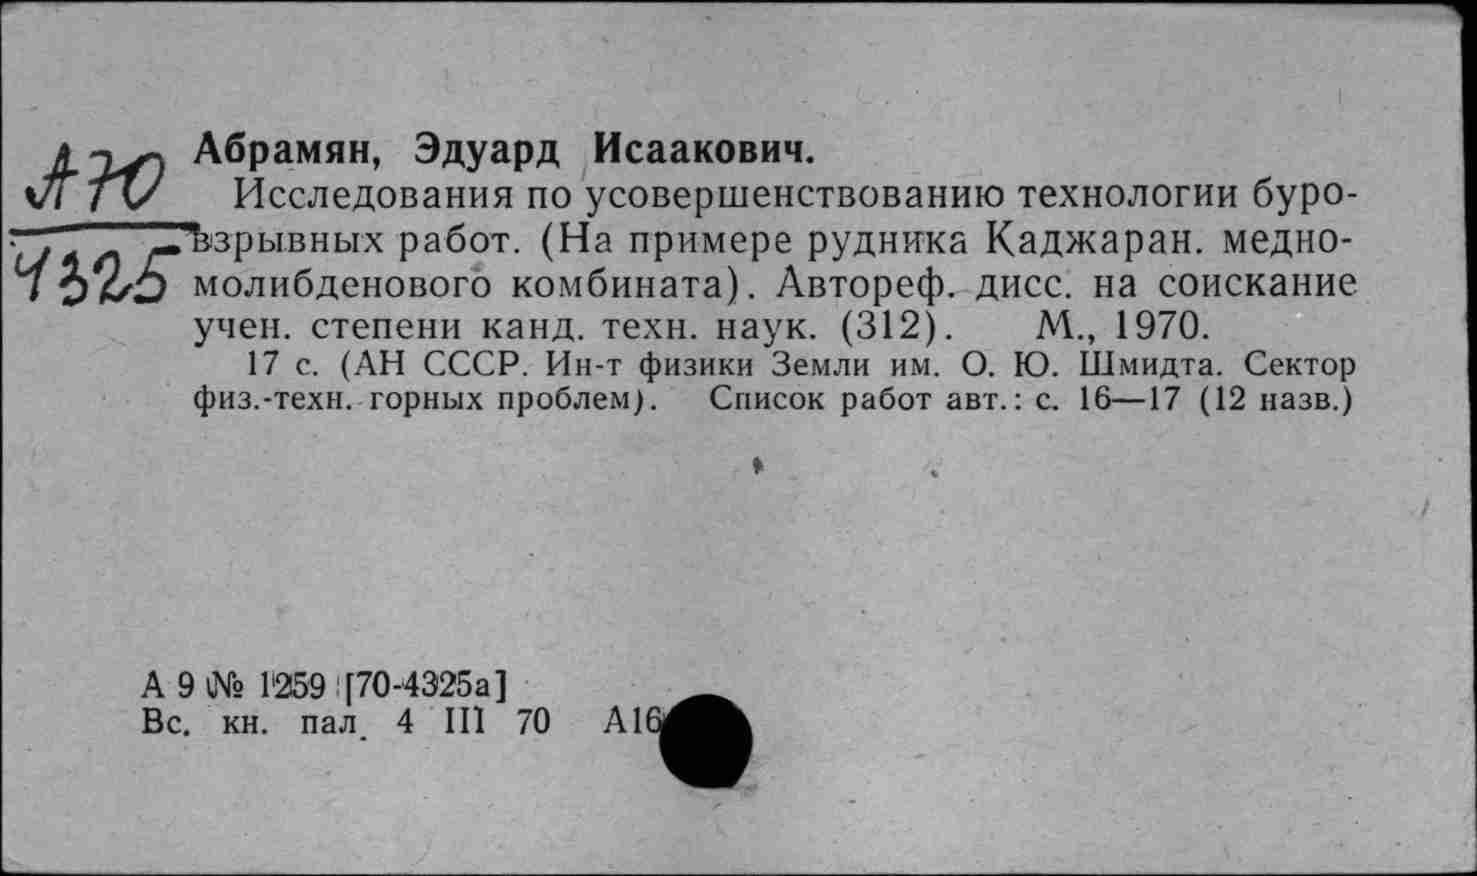 А70
4325
Абрамян, Эдуард Исаакович.
Исследования по усовершенствованию технологии буро-
взрывных работ. (На примере рудника Каджаран. медно-
молибденового комбината). Автореф. дисс. на соискание
учен. степени канд. техн. наук. (312). М., 1970.
17 с. (АН СССР. Ин-т физики Земли им. О. Ю. Шмидта. Сектор
физ.-техн. горных проблем). Список работ авт.: с. 16—17 (12 назв.)
А 9 № 1259 [70-4325а]
Вс. кн. пал. 4 III 70 А16